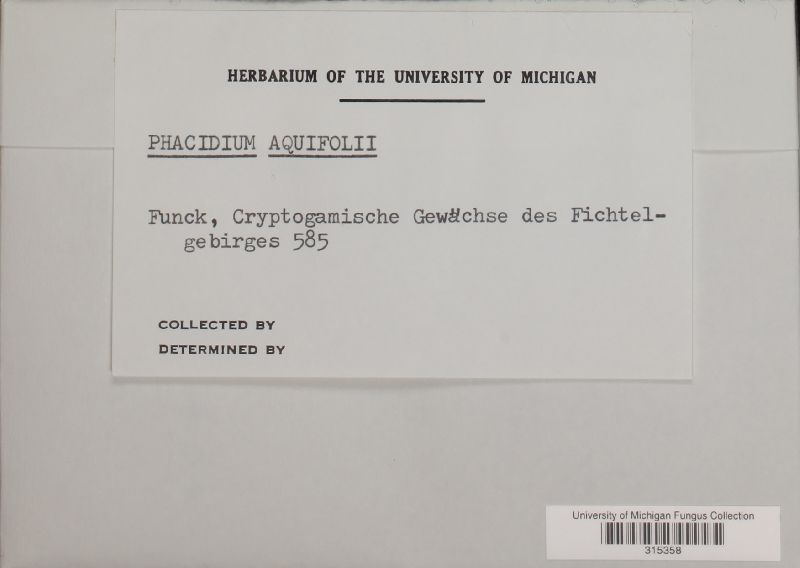 HERBARIUM OF THE UNIVERSITY OF MICHIGAN
PHACIDIUM AQUIFOLII
Funck, Cryptogamische Gewächse des Fichtel-
gebirges 585
COLLECTED BY
DETERMINED BY
University of Michigan Fungus Collection
315358